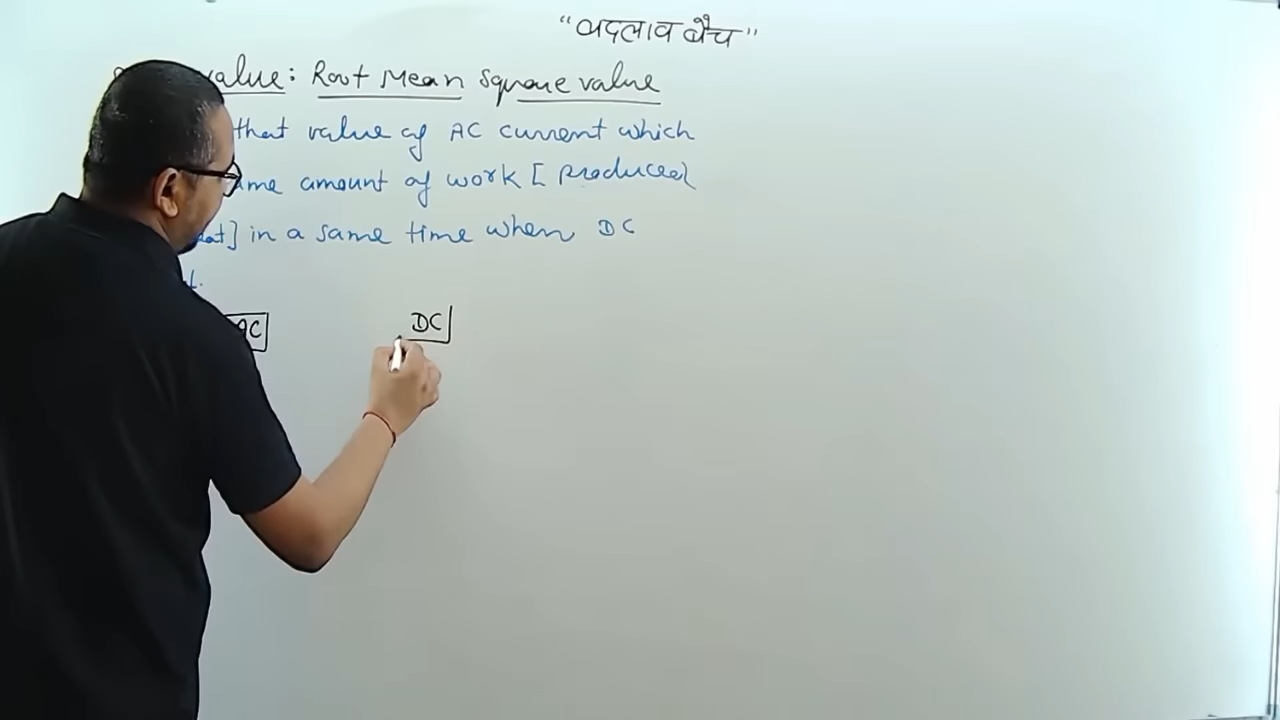 "बदलाव बैच"
value: Root Mean Square value
that value of AC current which
ame amount of work [ produced
at] in a same time when DC
t.
AC DC